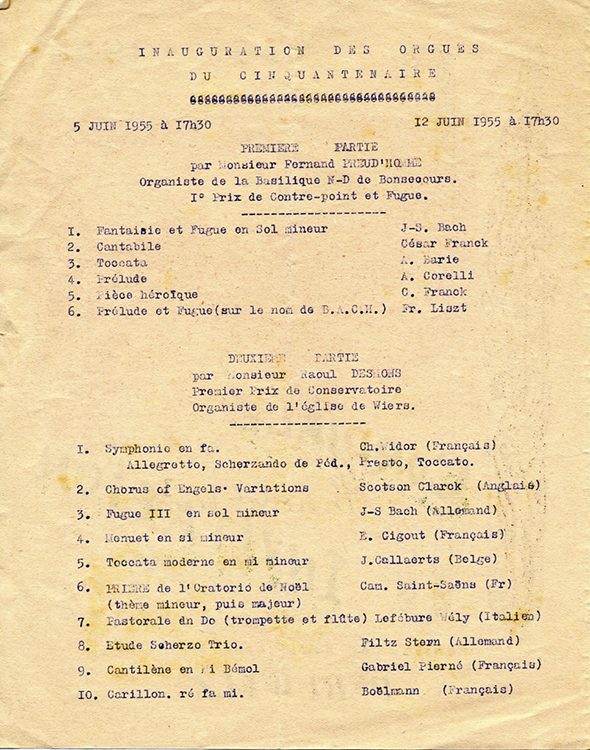 INAUGURATION DES ORGUES
DU CINQUANTENAIRE
5 JUIN 1955 à 17h30 12 JUIN 1955 à 17h30
PREMIERE PARTIE
par Monsieur Fernand PREUD'HOMME
Organiste de la Basilique N-D de Bonsecours.
I° Prix de Contre-point et Fugue.
1. Fantaisie et Fugue en Sol mineur J-S. Bach
2. Cantabile César Franck
3. Toccata A. Barie
4. Prélude A. Corelli
5. Pièce héroïque C. Franck
6. Prélude et Fugue(sur le nom de B.A.C.H.) Fr. Liszt
DEUXIEME PARTIE
par Monsieur Raoul DESMONS
Premier Prix de Conservatoire
Organiste de l'église de Wiers.
1. Symphonie en fa. Ch.Widor (Français)
Allegretto, Scherzando de Péd., Presto, Toccato.
2. Chorus of Engels. Variations Scotson Clarck (Anglais)
3. Fugue III en sol mineur J-S Bach (Allemand)
4. Menuet en si mineur E. Gigout (Français)
5. Toccata moderne en mi mineur J.Callaerts (Belge)
6. PRIERE de l'Oratorio de Noël Cam. Saint-Saëns (Fr)
(thème mineur, puis majeur)
7. Pastorale dn Do (trompette et flûte) Lefébure Wély (Italien)
8. Etude Scherzo Trio. Filtz Stern (Allemand)
9. Cantilène en Mi Bémol Gabriel Pierné (Français)
10. Carillon. ré fa mi. Boëlmann (Français)